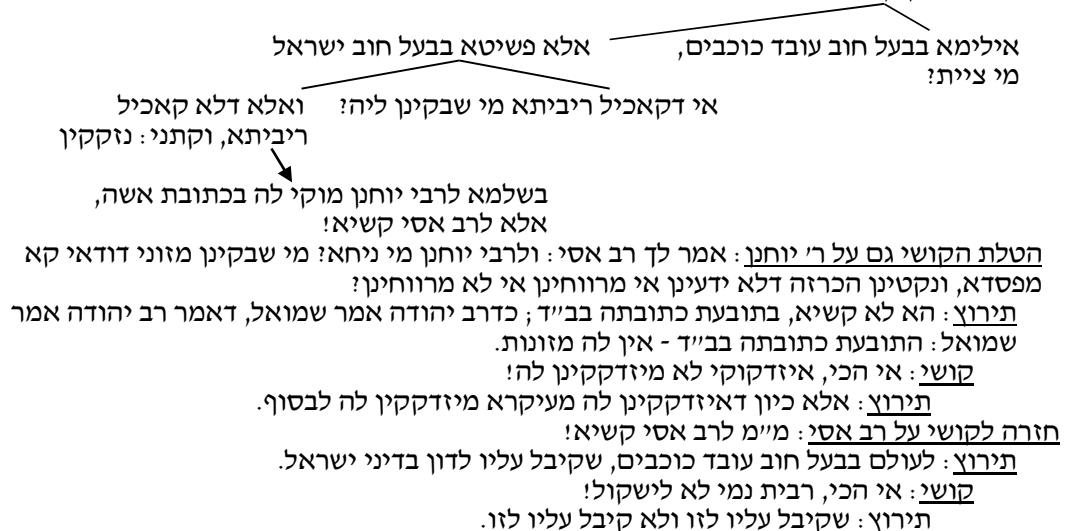 אילימא בבעל חוב עובד כוכבים,
מי ציית?
אלא פשיטא בבעל חוב ישראל
אי דקאכיל ריביתא מי שבקינן ליה?
ואלא דלא קאכיל
ריביתא, וקתני: נזקקין
בשלמא לרבי יוחנן מוקי לה בכתובת אשה,
אלא לרב אסי קשיא!
הטלת הקושי גם על ר׳ יוחנן: אמר לך רב אסי: ולרבי יוחנן מי ניחא? מי שבקינן מזוני דודאי קא
מפסדא, ונקטינן הכרזה דלא ידעינן אי מרווחינן אי לא מרווחינן?
תירוץ: הא לא קשיא, בתובעת כתובתה בב״ד; כדרב יהודה אמר שמואל, דאמר רב יהודה אמר
שמואל: התובעת כתובתה בב״ד - אין לה מזונות.
קושי: אי הכי, איזדקוקי לא מיזדקקינן לה!
תירוץ: אלא כיון דאיזדקקינן לה מעיקרא מיזדקקין לה לבסוף.
חזרה לקושי על רב אסי: מ״מ לרב אסי קשיא!
תירוץ: לעולם בבעל חוב עובד כוכבים, שקיבל עליו לדון בדיני ישראל.
קושי: אי הכי, רבית נמי לא לישקול!
תירוץ: שקיבל עליו לזו ולא קיבל עליו לזו.